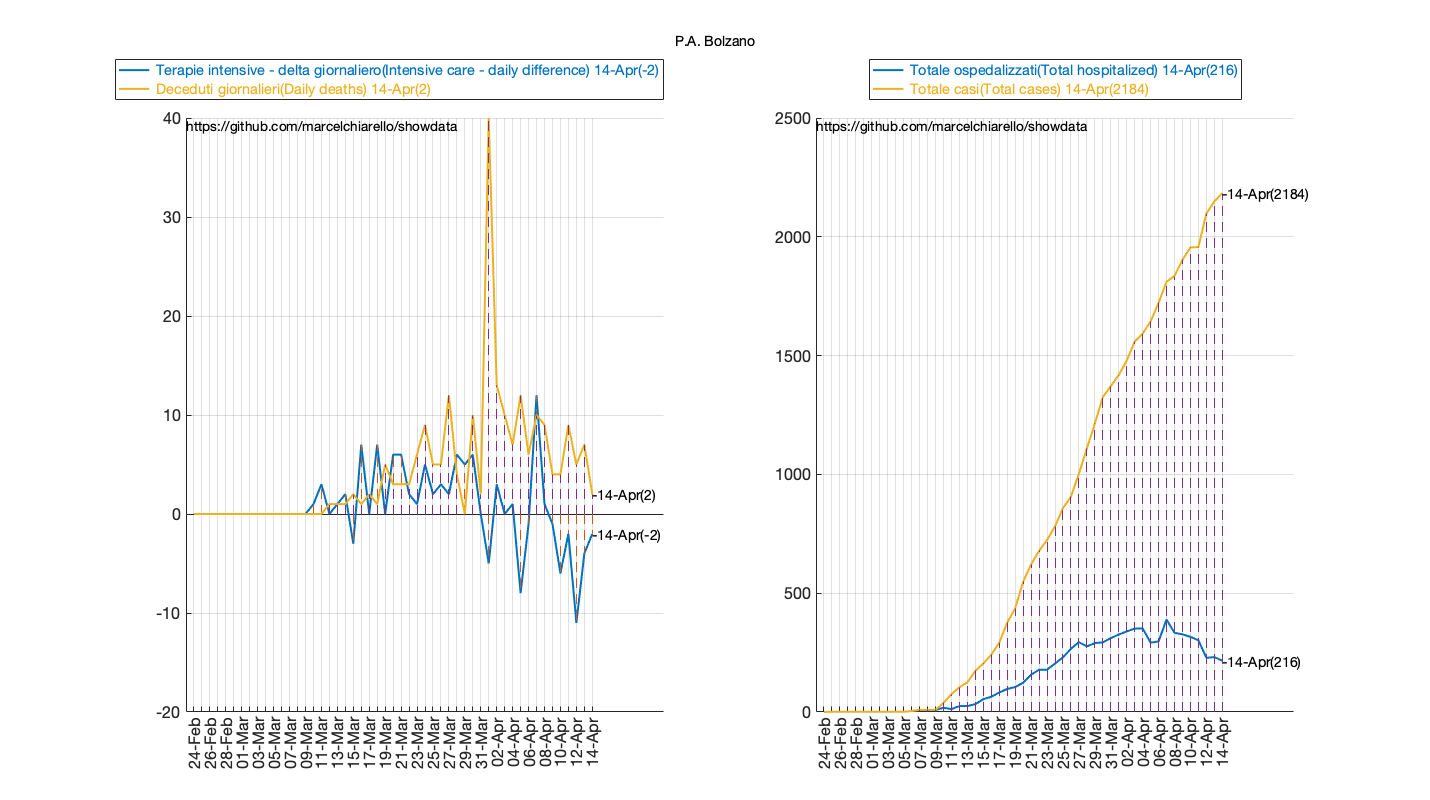 P.A. Bolzano
Terapie intensive - delta giornaliero(Intensive care - daily difference) 14-Apr(-2)
Deceduti giornalieri(Daily deaths) 14-Apr(2)
https://github.com/marcelchiarello/showdata
40
30
20
10
0
-10
-20
-14-Apr(2)
-14-Apr(-2)
24-Feb
26-Feb
28-Feb
01-Mar
03-Mar
05-Mar
07-Mar
09-Mar
11-Mar
13-Mar
15-Mar
17-Mar
19-Mar
21-Mar
23-Mar
25-Mar
27-Mar
29-Mar
31-Mar
02-Apr
04-Apr
06-Apr
08-Apr
10-Apr
12-Apr
14-Apr
Totale ospedalizzati(Total hospitalized) 14-Apr(216)
Totale casi(Total cases) 14-Apr(2184)
https://github.com/marcelchiarello/showdata
2500
2000
1500
1000
500
0
-14-Apr(2184)
-14-Apr(216)
24-Feb
26-Feb
28-Feb
01-Mar
03-Mar
05-Mar
07-Mar
09-Mar
11-Mar
13-Mar
15-Mar
17-Mar
19-Mar
21-Mar
23-Mar
25-Mar
27-Mar
29-Mar
31-Mar
02-Apr
04-Apr
06-Apr
08-Apr
10-Apr
12-Apr
14-Apr